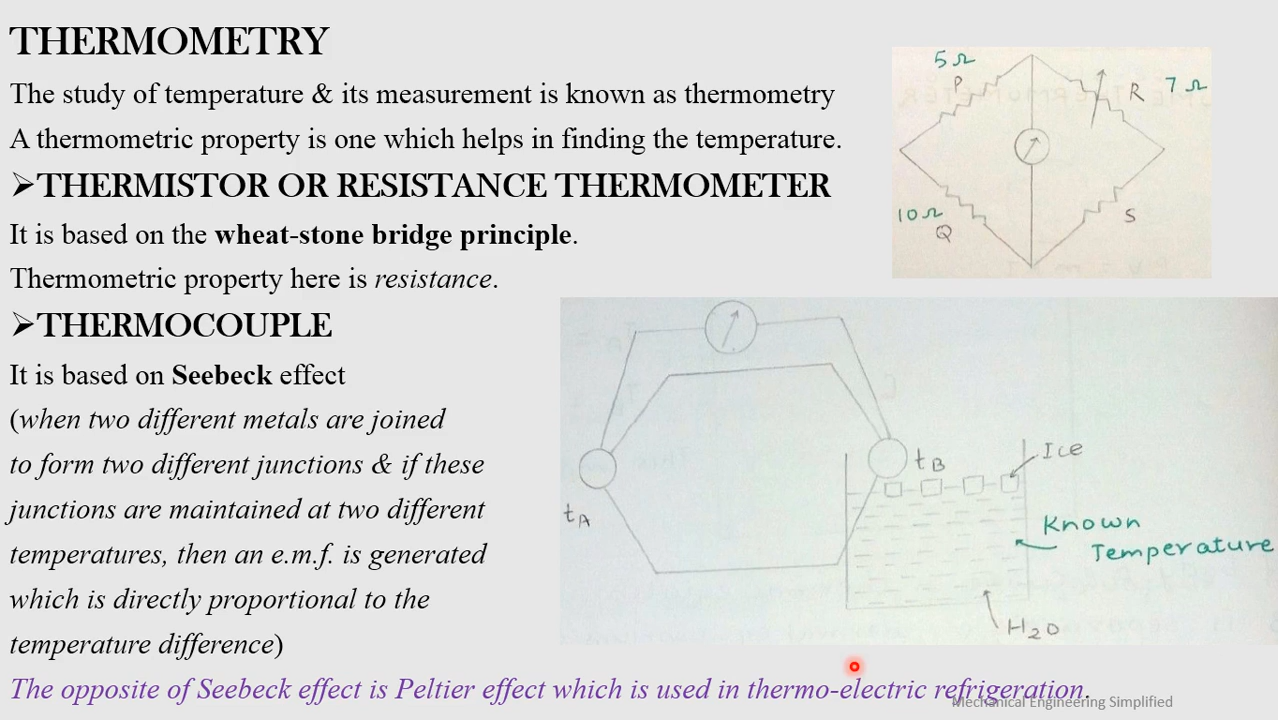 THERMOMETRY
The study of temperature & its measurement is known as thermometry
A thermometric property is one which helps in finding the temperature.
➢THERMISTOR OR RESISTANCE THERMOMETER
It is based on the wheat-stone bridge principle.
Thermometric property here is resistance.
➢THERMOCOUPLE
It is based on Seebeck effect
(when two different metals are joined
to form two different junctions & if these
junctions are maintained at two different
temperatures, then an e.m.f. is generated
which is directly proportional to the
temperature difference)
The opposite of Seebeck effect is Peltier effect which is used in thermo-electric refrigeration.
5Ω
P
R
7Ω
10Ω
Q
S
tA
tB
Ice
Known
Temperature
H2O
Mechanical Engineering Simplified